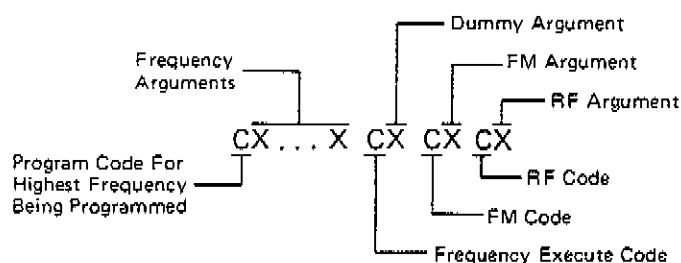 Dummy Argument
Frequency
Arguments
FM Argument
RF Argument
CX...X CX CX CX
Program Code For
Highest Frequency
Being Programmed
RF Code
FM Code
Frequency Execute Code